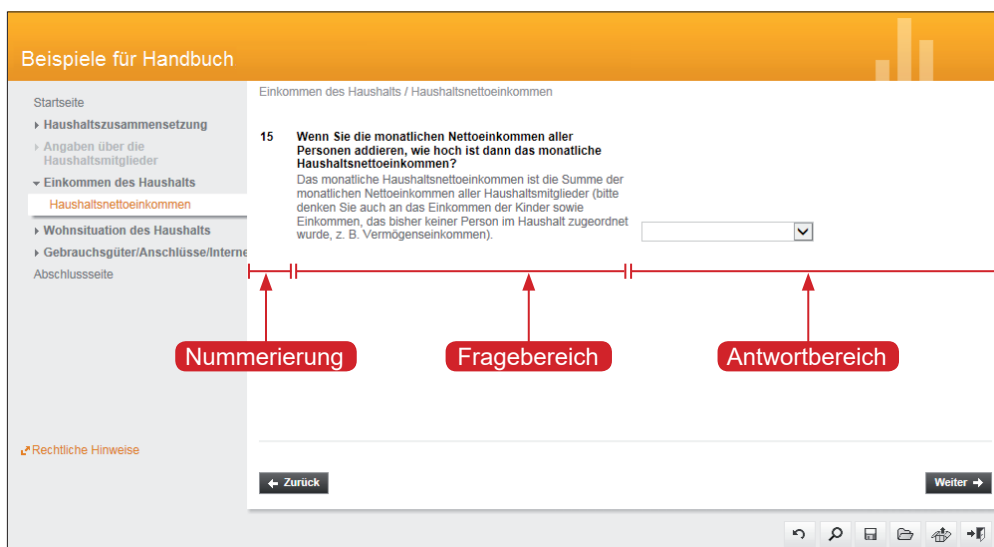 Beispiele für Handbuch
Startseite
Haushaltszusammensetzung
Angaben über die
Haushaltsmitglieder
Einkommen des Haushalts
Haushaltsnettoeinkommen
Wohnsituation des Haushalts
Gebrauchsgüter/Anschlüsse/Interne
Abschlussseite
Rechtliche Hinweise
Einkommen des Haushalts / Haushaltsnettoeinkommen
15 Wenn Sie die monatlichen Nettoeinkommen aller
Personen addieren, wie hoch ist dann das monatliche
Haushaltsnettoeinkommen?
Das monatliche Haushaltsnettoeinkommen ist die Summe der
monatlichen Nettoeinkommen aller Haushaltsmitglieder (bitte
denken Sie auch an das Einkommen der Kinder sowie
Einkommen, das bisher keiner Person im Haushalt zugeordnet
wurde, z. B. Vermögenseinkommen).
Nummerierung Fragebereich Antwortbereich
Zurück Weiter